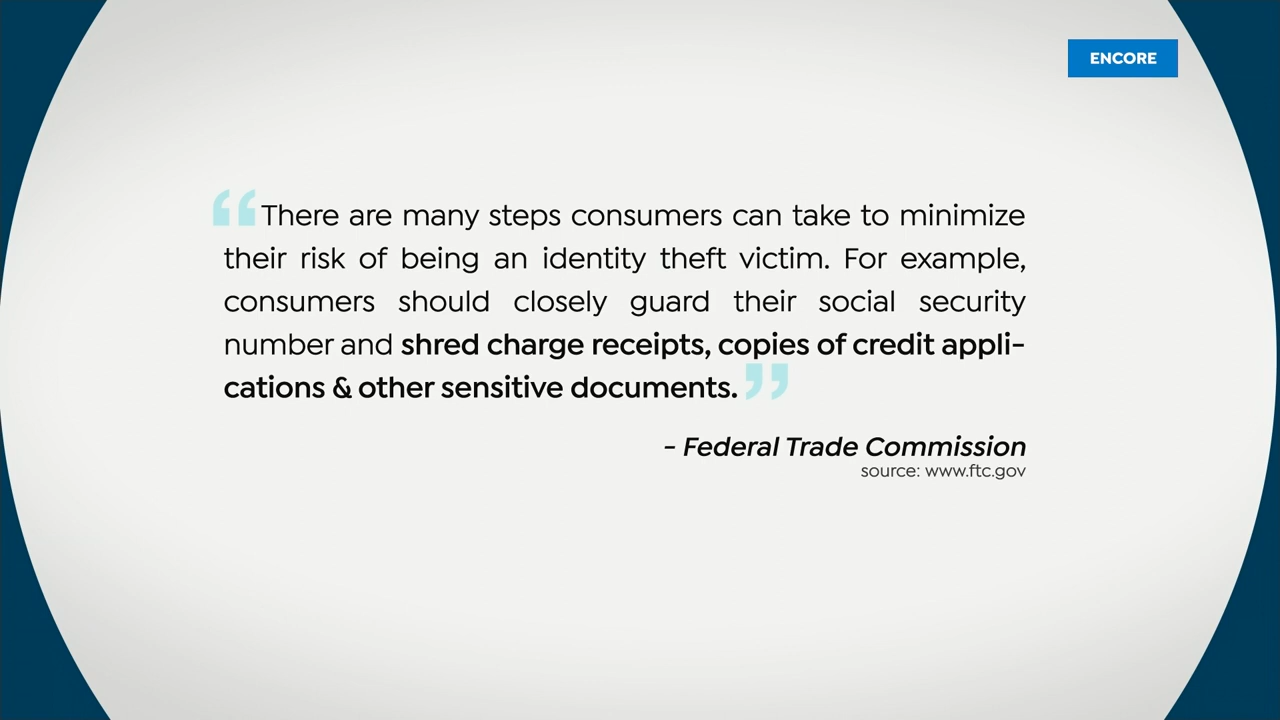 ENCORE
“There are many steps consumers can take to minimize
their risk of being an identity theft victim. For example,
consumers should closely guard their social security
number and shred charge receipts, copies of credit appli-
cations & other sensitive documents.”
- Federal Trade Commission
source: www.ftc.gov